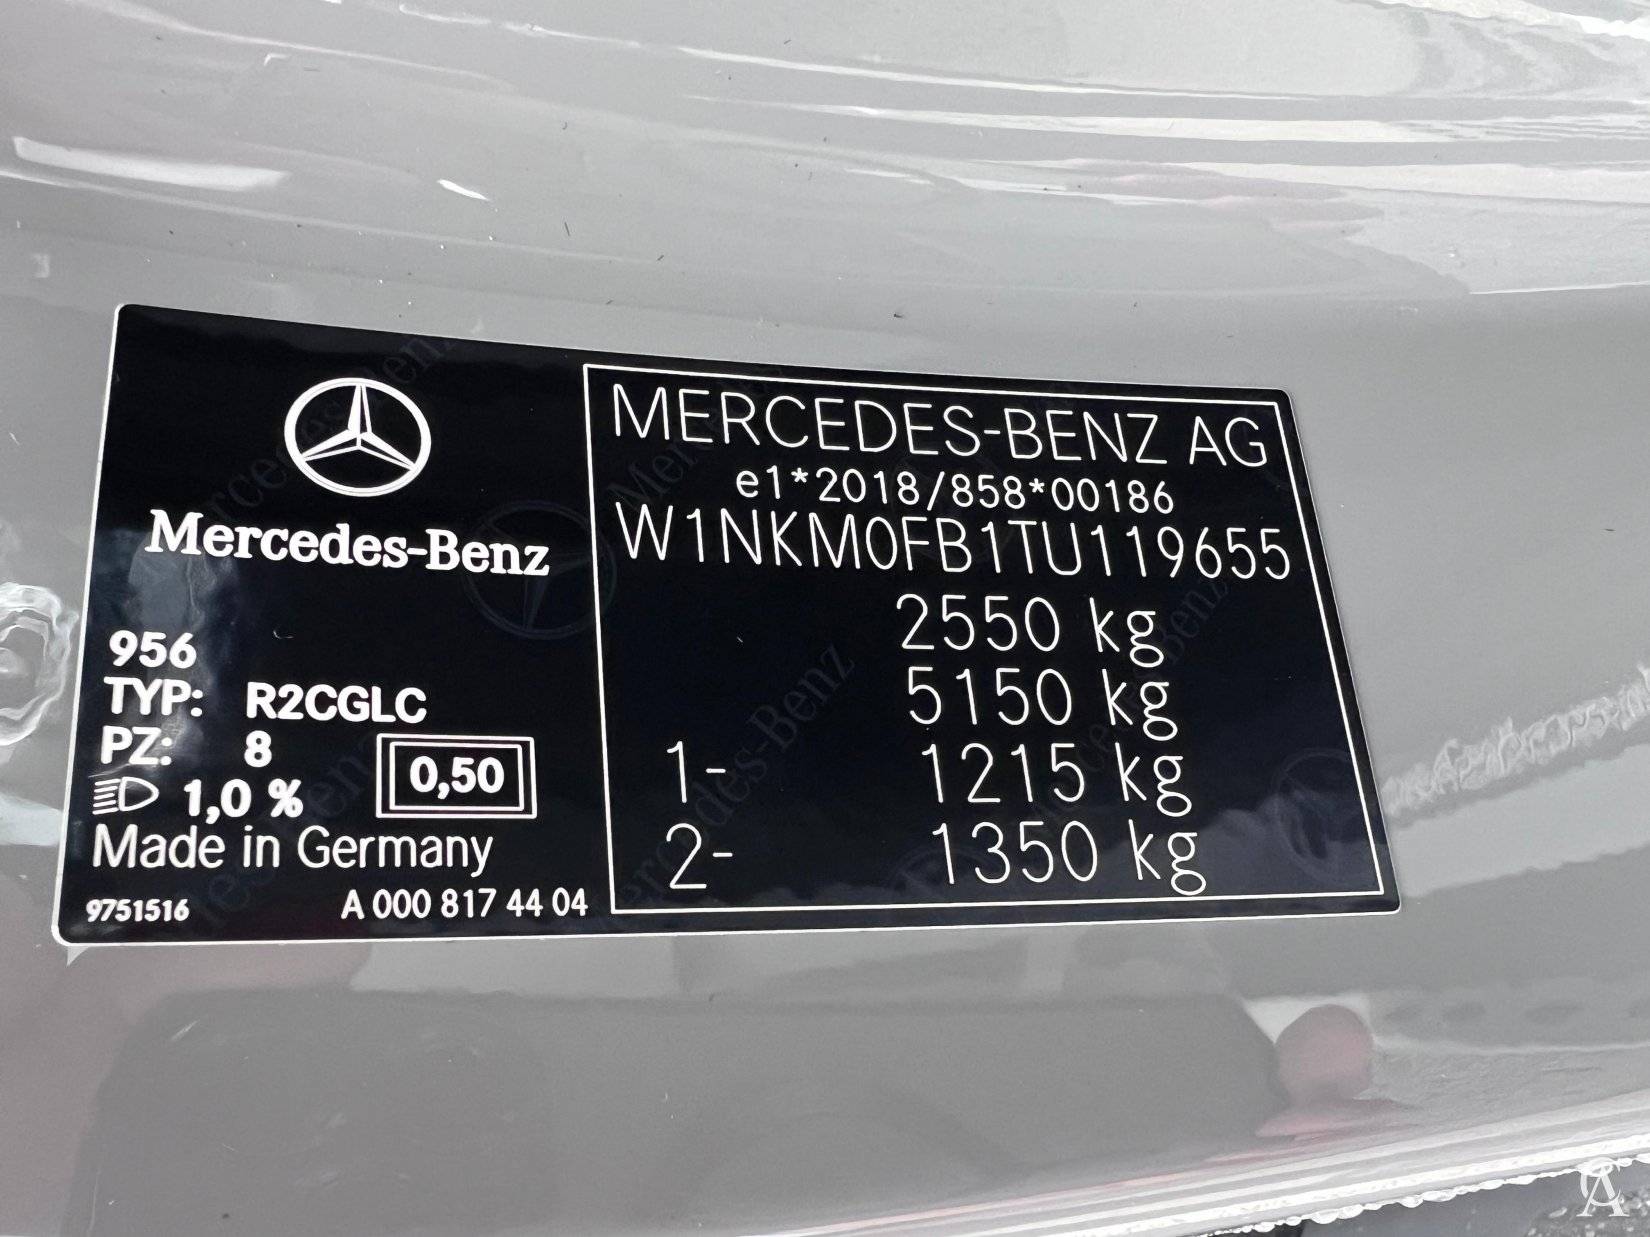 Mercedes-Benz
956
TYP: R2CGLC
PZ: 8
1,0 %
0,50
Made in Germany
9751516 A 000 817 44 04
MERCEDES-BENZ AG
e1*2018/858*00186
W1NKM0FB1TU119655
2550 kg
5150 kg
1- 1215 kg
2- 1350 kg